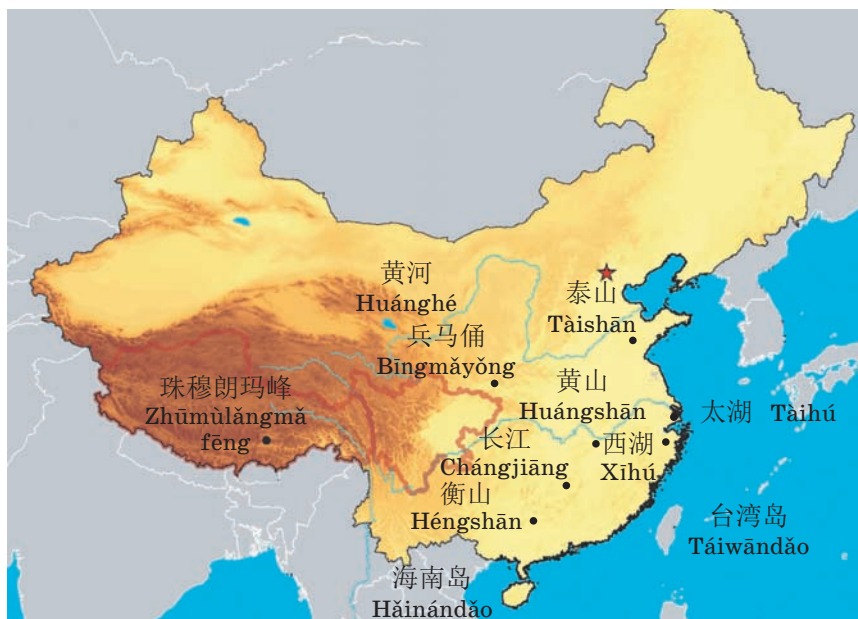 黄河
Huánghé
泰山
Tàishān
兵马俑
Bīngmǎyǒng
珠穆朗玛峰
Zhūmùlǎngmǎ
fēng
黄山
Huángshān
太湖 Tàihú
长江
Chángjiāng
西湖
Xīhú
衡山
Héngshān
台湾岛
Táiwāndǎo
海南岛
Hǎinándǎo